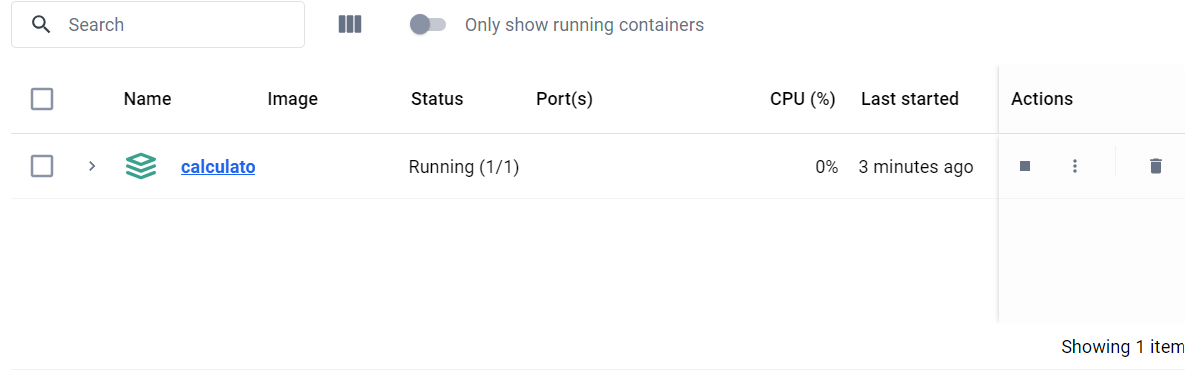 Search Only show running containers
Name Image Status Port(s) CPU (%) Last started Actions
calculato Running (1/1) 0% 3 minutes ago
Showing 1 item